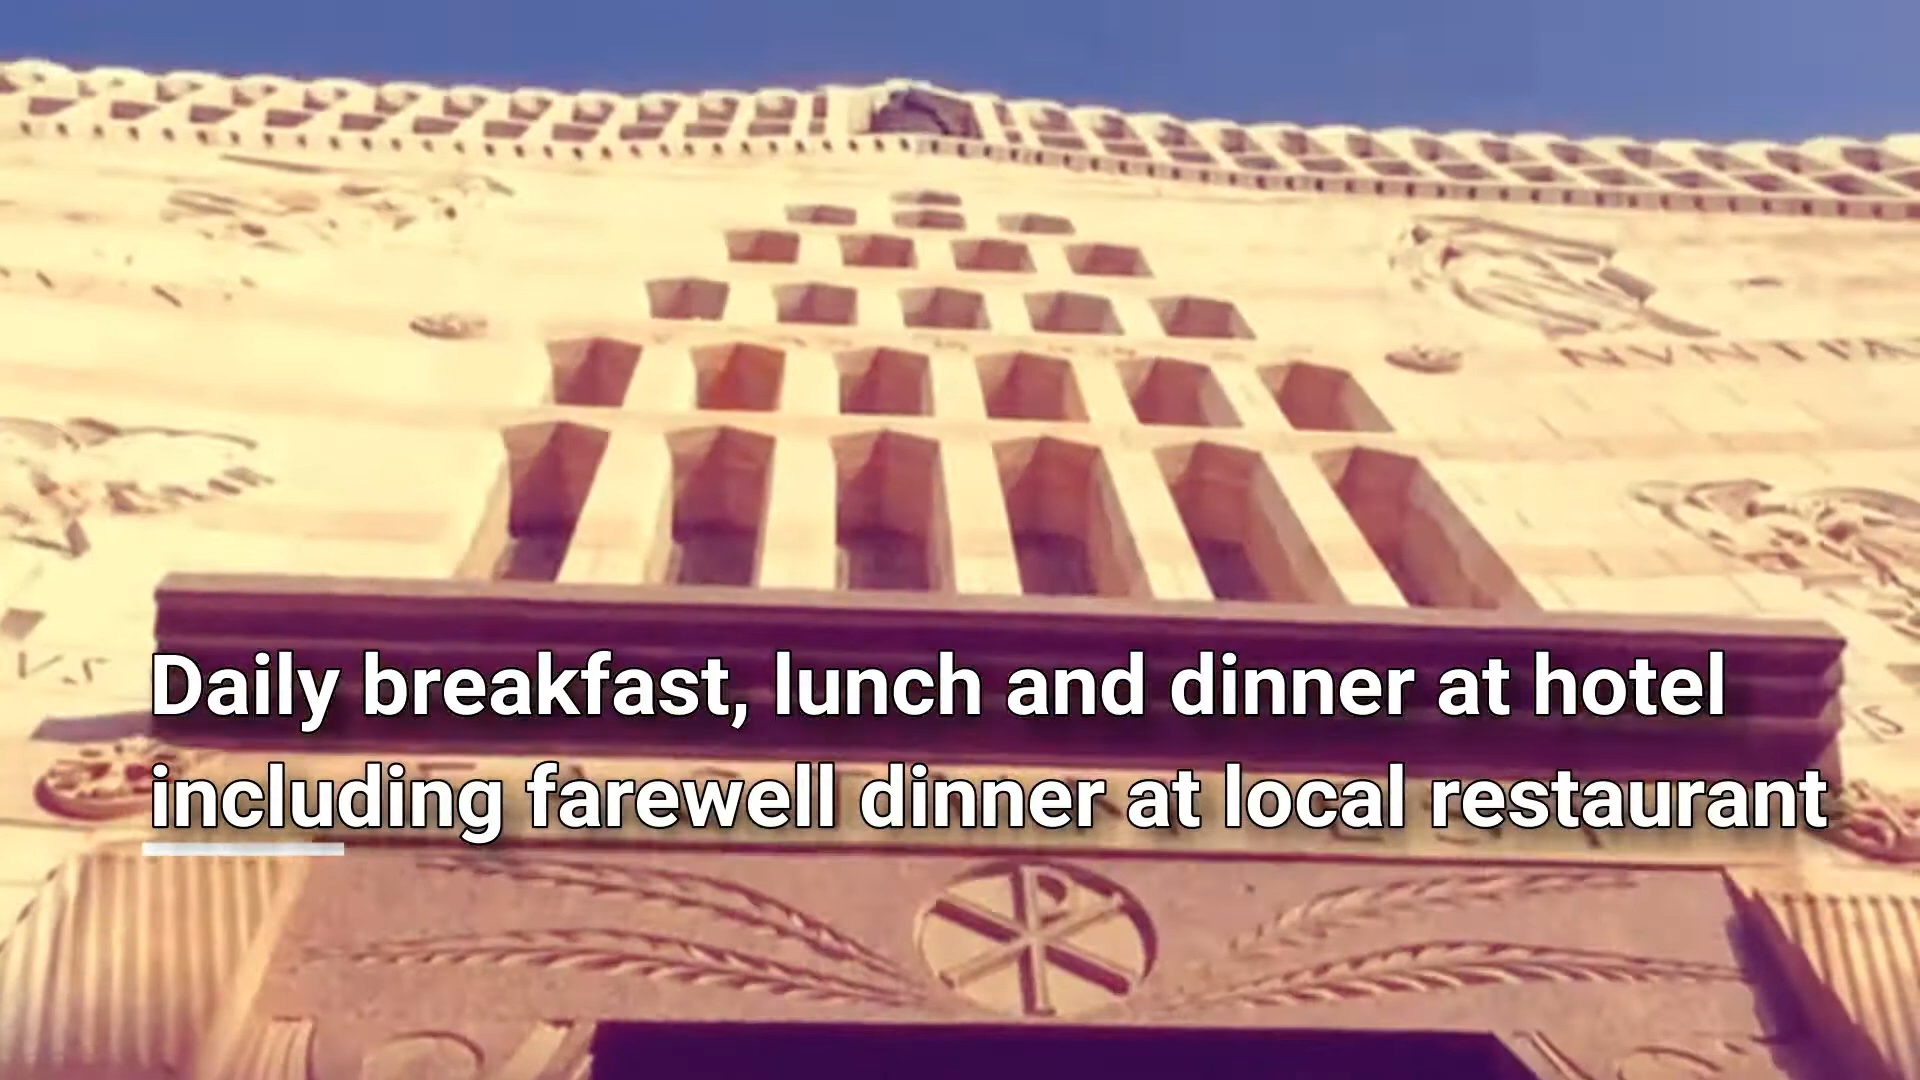 Daily breakfast, lunch and dinner at hotel
including farewell dinner at local restaurant